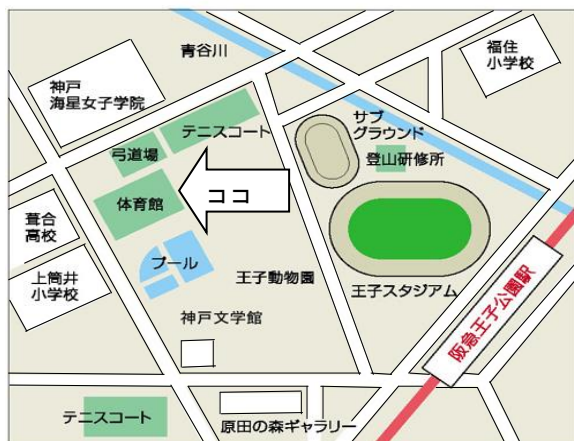 青谷川
福住
小学校
神戸
海星女子学院
テニスコート
サブ
グラウンド
弓道場
登山研修所
体育館
ココ
葺合
高校
プール
上筒井
小学校
王子動物園
王子スタジアム
阪急王子公園駅
神戸文学館
テニスコート
原田の森ギャラリー